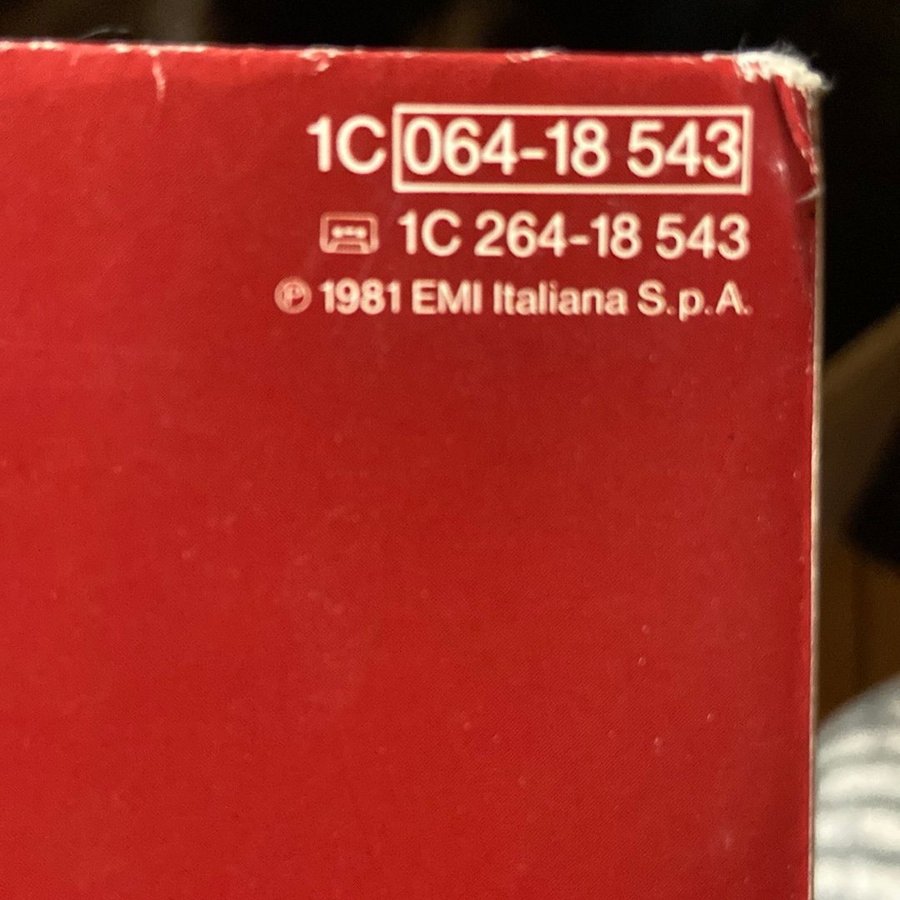 1C 064-18 543
1C 264-18 543
℗ 1981 EMI Italiana S.p.A.